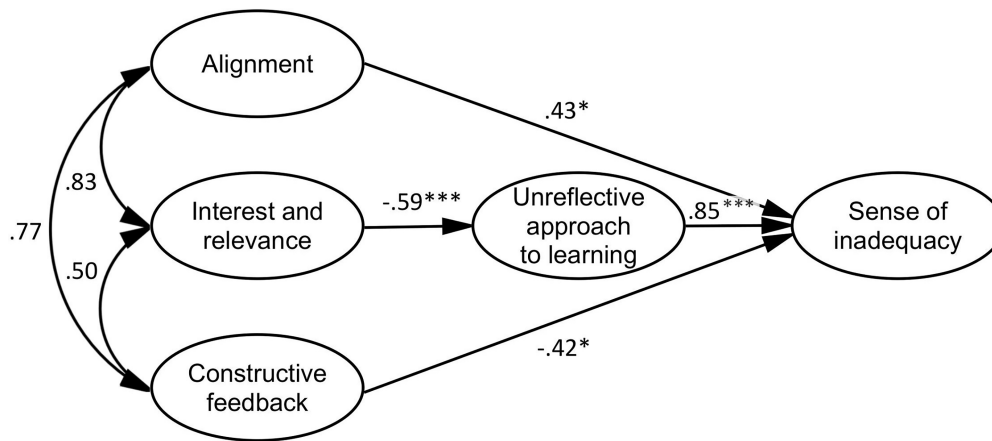 Alignment
.43*
.83
-.59***
Interest and
relevance
Unreflective
approach
to learning
.85***
Sense of
inadequacy
.77
.50
-.42*
Constructive
feedback